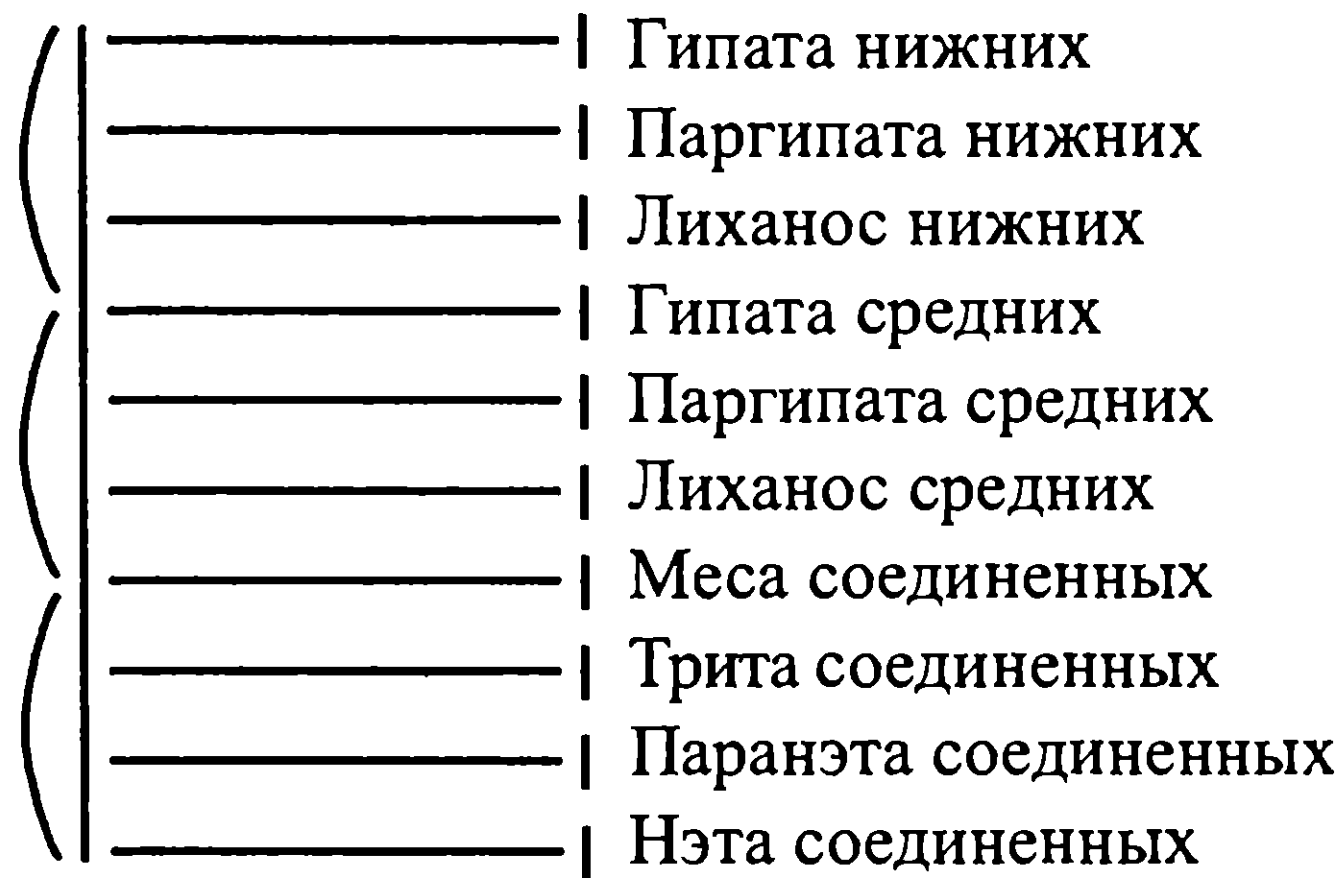 Гипата нижних
Паргипата нижних
Лиханос нижних
Гипата средних
Паргипата средних
Лиханос средних
Меса соединенных
Трита соединенных
Паранэта соединенных
Нэта соединенных